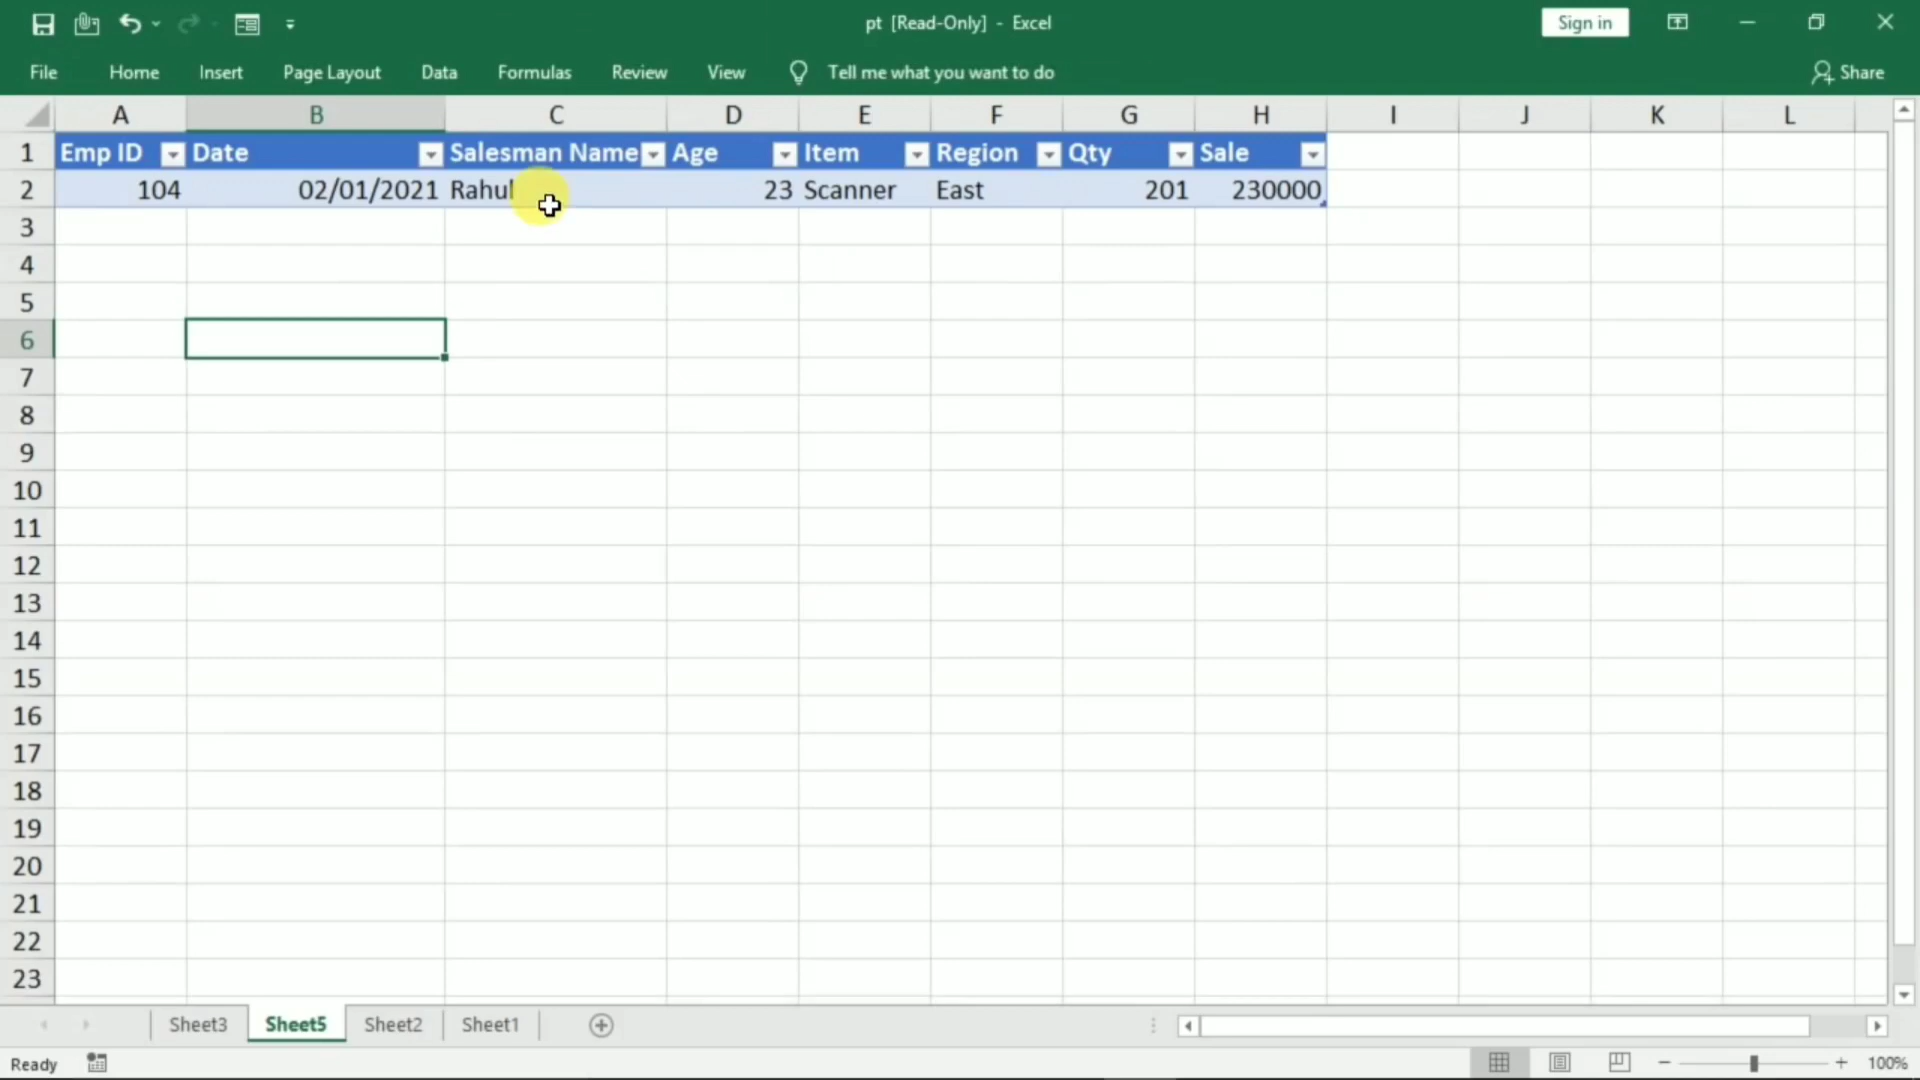 pt [Read-Only] - Excel
Sign in
File Home Insert Page Layout Data Formulas Review View Tell me what you want to do Share
A B C D E F G H I J K L
1 Emp ID Date Salesman Name Age Item Region Qty Sale
2 104 02/01/2021 Rahul 23 Scanner East 201 230000
3
4
5
6
7
8
9
10
11
12
13
14
15
16
17
18
19
20
21
22
23
Sheet3 Sheet5 Sheet2 Sheet1
Ready 100%